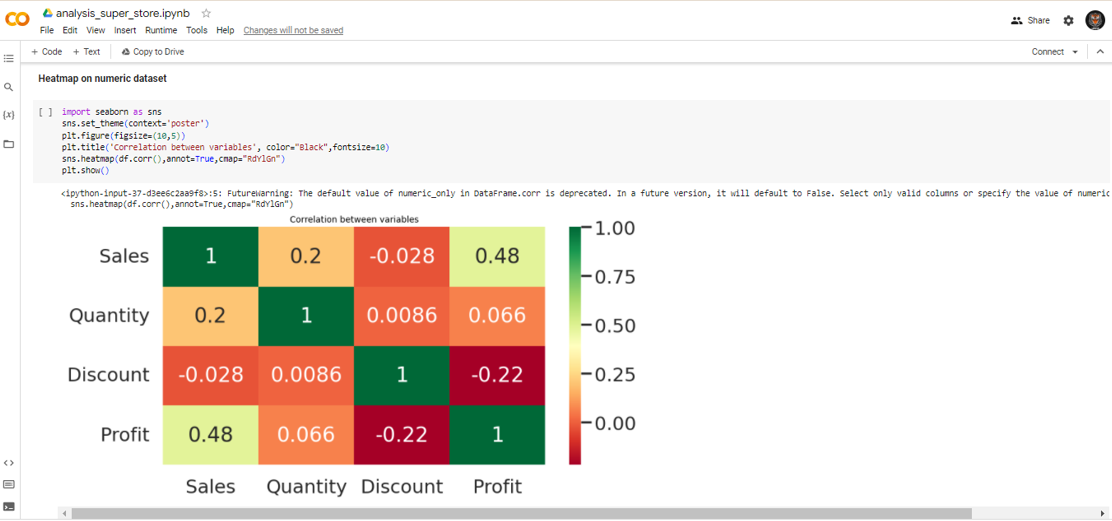 analysis_super_store.ipynb
File Edit View Insert Runtime Tools Help Changes will not be saved
Share
+ Code + Text Copy to Drive
Connect
Heatmap on numeric dataset
[ ] import seaborn as sns
sns.set_theme(context='poster')
plt.figure(figsize=(10,5))
plt.title('Correlation between variables', color="Black",fontsize=10)
sns.heatmap(df.corr(),annot=True,cmap="RdYlGn")
plt.show()
<ipython-input-37-d3ee6c2aa9f8>:5: FutureWarning: The default value of numeric_only in DataFrame.corr is deprecated. In a future version, it will default to False. Select only valid columns or specify the value of numeric
sns.heatmap(df.corr(),annot=True,cmap="RdYlGn")
Correlation between variables
Sales 1 0.2 -0.028 0.48
Quantity 0.2 1 0.0086 0.066
Discount -0.028 0.0086 1 -0.22
Profit 0.48 0.066 -0.22 1
Sales Quantity Discount Profit
1.00
0.75
0.50
0.25
0.00